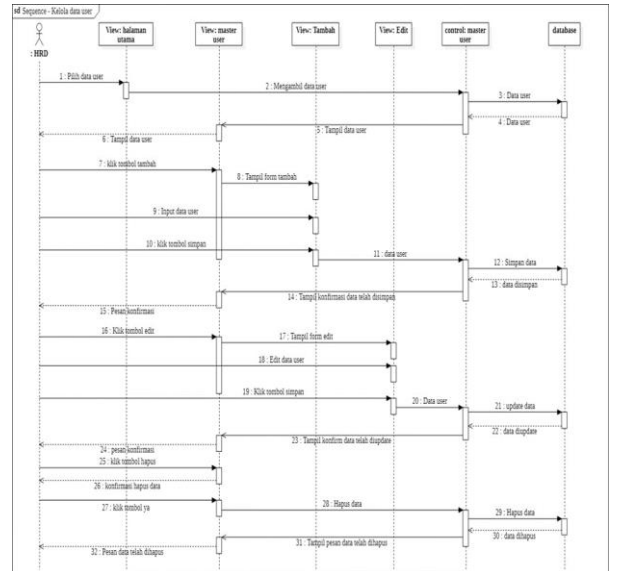 sd Sequence - Kelola data user
View: halaman
utama
View: master
user
View: Tambah
View: Edit
control: master
user
database
: HRD
1 : Pilih data user
2 : Mengambil data user
3 : Data user
4 : Data user
5 : Tampil data user
6 : Tampil data user
7 : klik tombol tambah
8 : Tampil form tambah
9 : Input data user
10 : klik tombol simpan
11 : data user
12 : Simpan data
13 : data disimpan
14 : Tampil konfirmasi data telah disimpan
15 : Pesan konfirmasi
16 : Klik tombol edit
17 : Tampil form edit
18 : Edit data user
19 : Klik tombol simpan
20 : Data user
21 : update data
22 : data diupdate
23 : Tampil konfirm data telah diupdate
24 : pesan konfirmasi
25 : klik tombol hapus
26 : konfirmasi hapus data
27 : klik tombol ya
28 : Hapus data
29 : Hapus data
30 : data dihapus
31 : Tampil pesan data telah dihapus
32 : Pesan data telah dihapus